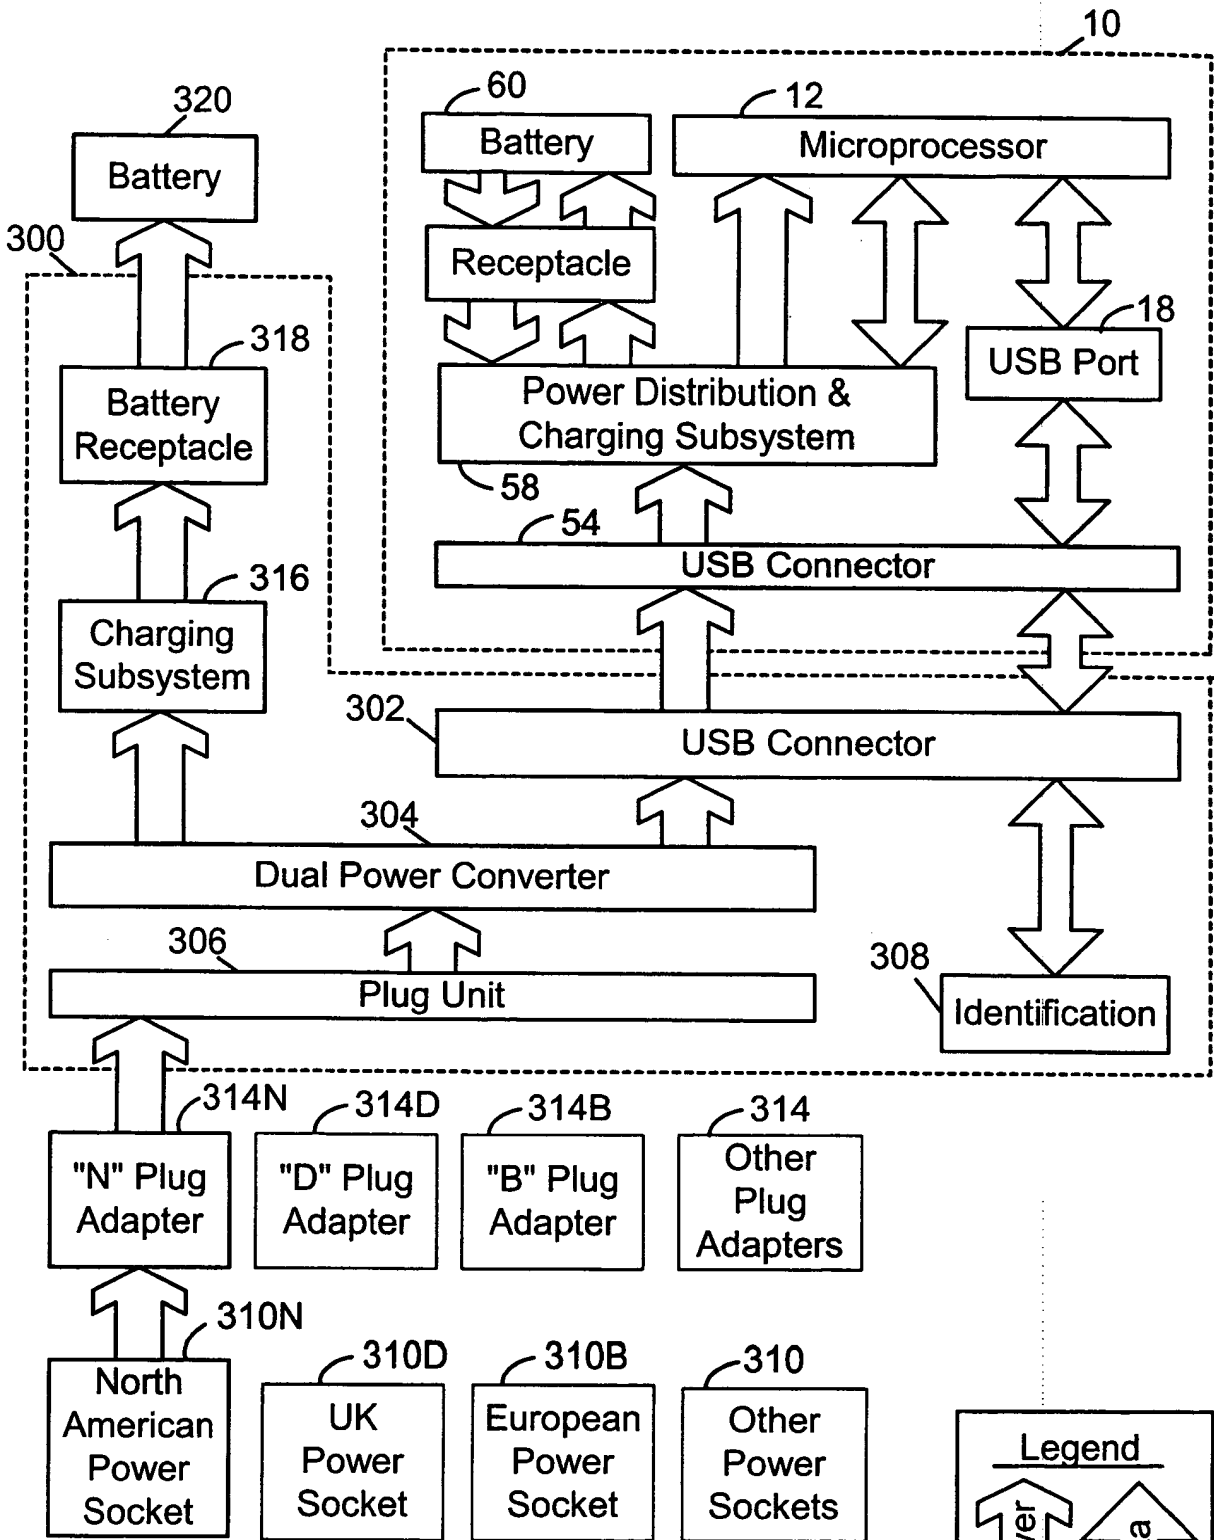 10
320
60
12
Battery
Microprocessor
Battery
300
Receptacle
318
18
USB Port
Battery
Receptacle
Power Distribution &
Charging Subsystem
58
54
USB Connector
316
Charging
Subsystem
302
USB Connector
304
Dual Power Converter
306
308
Plug Unit
Identification
314N
314D
314B
314
"N" Plug
Adapter
"D" Plug
Adapter
"B" Plug
Adapter
Other
Plug
Adapters
310N
310D
310B
310
North
American
Power
Socket
UK
Power
Socket
European
Power
Socket
Other
Power
Sockets
Legend